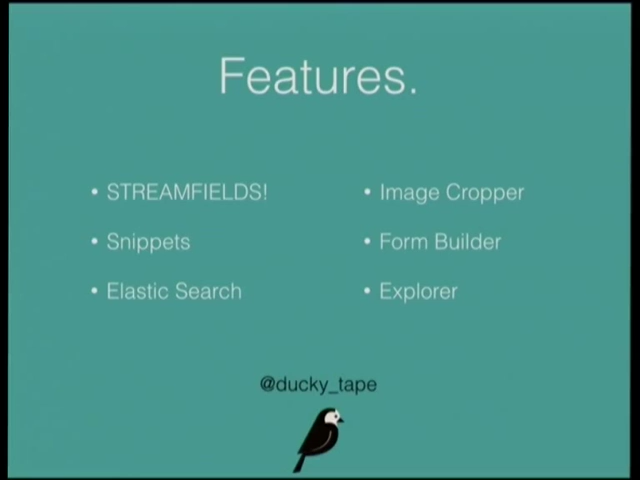 Features.
• STREAMFIELDS!
• Snippets
• Elastic Search
• Image Cropper
• Form Builder
• Explorer
@ducky_tape